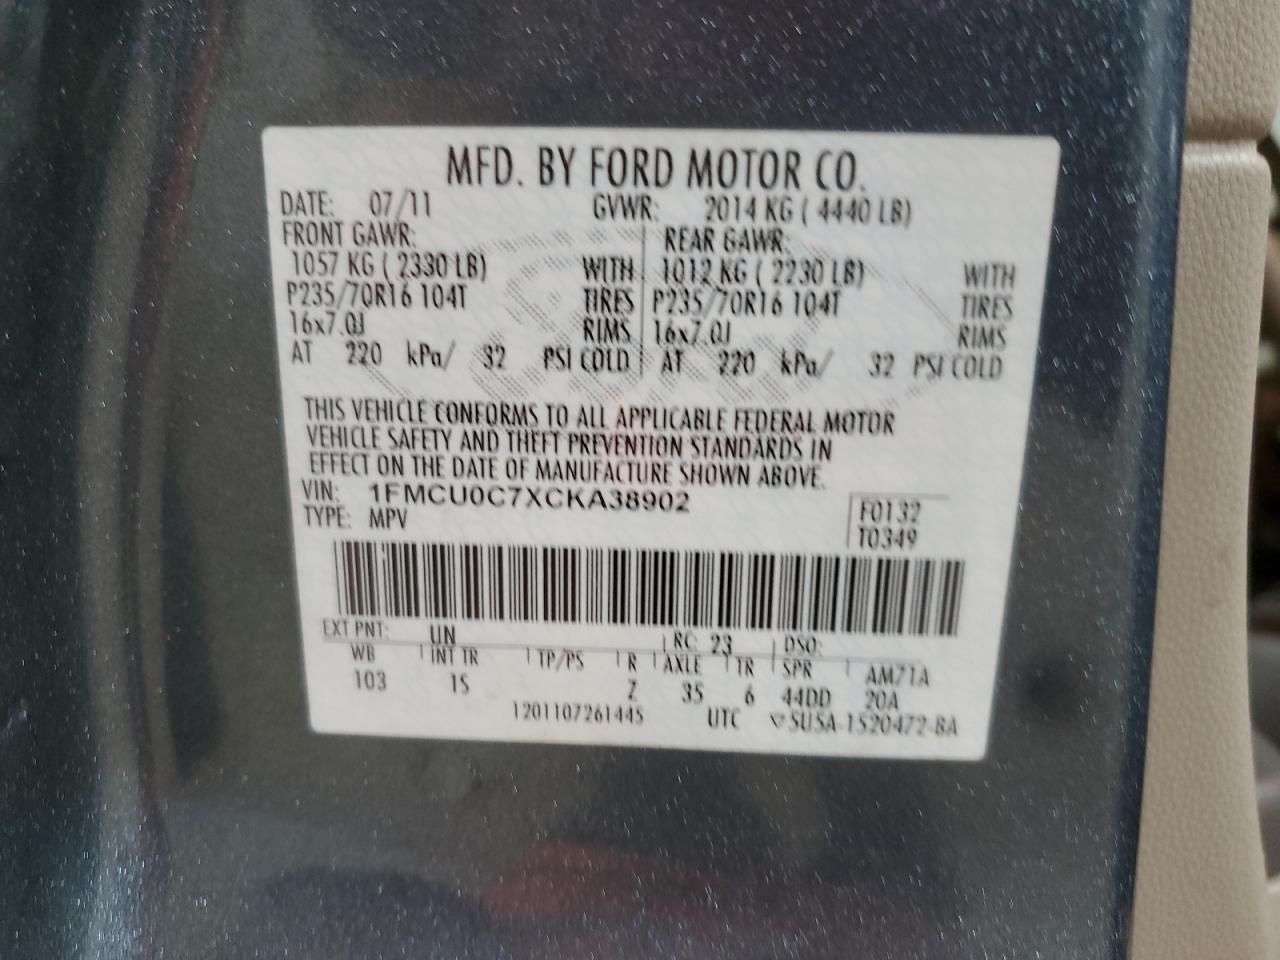 MFD. BY FORD MOTOR CO.
DATE: 07/11 GVWR: 2014 KG ( 4440 LB)
FRONT GAWR: REAR GAWR:
1057 KG ( 2330 LB) WITH 1012 KG ( 2230 LB) WITH
P235/70R16 104T TIRES P235/70R16 104T TIRES
16x7.0J RIMS 16x7.0J RIMS
AT 220 kPa/ 32 PSI COLD AT 220 kPa/ 32 PSI COLD
THIS VEHICLE CONFORMS TO ALL APPLICABLE FEDERAL MOTOR
VEHICLE SAFETY AND THEFT PREVENTION STANDARDS IN
EFFECT ON THE DATE OF MANUFACTURE SHOWN ABOVE.
VIN: 1FMCU0C7XCKA38902
TYPE: MPV
F0132
T0349
EXT PNT: UN RC: 23 DSO:
WB INT TR TP/PS R AXLE TR SPR AM71A
103 1S Z 35 6 44DD 20A
1201107261445 UTC ▽5U5A-1520472-BA